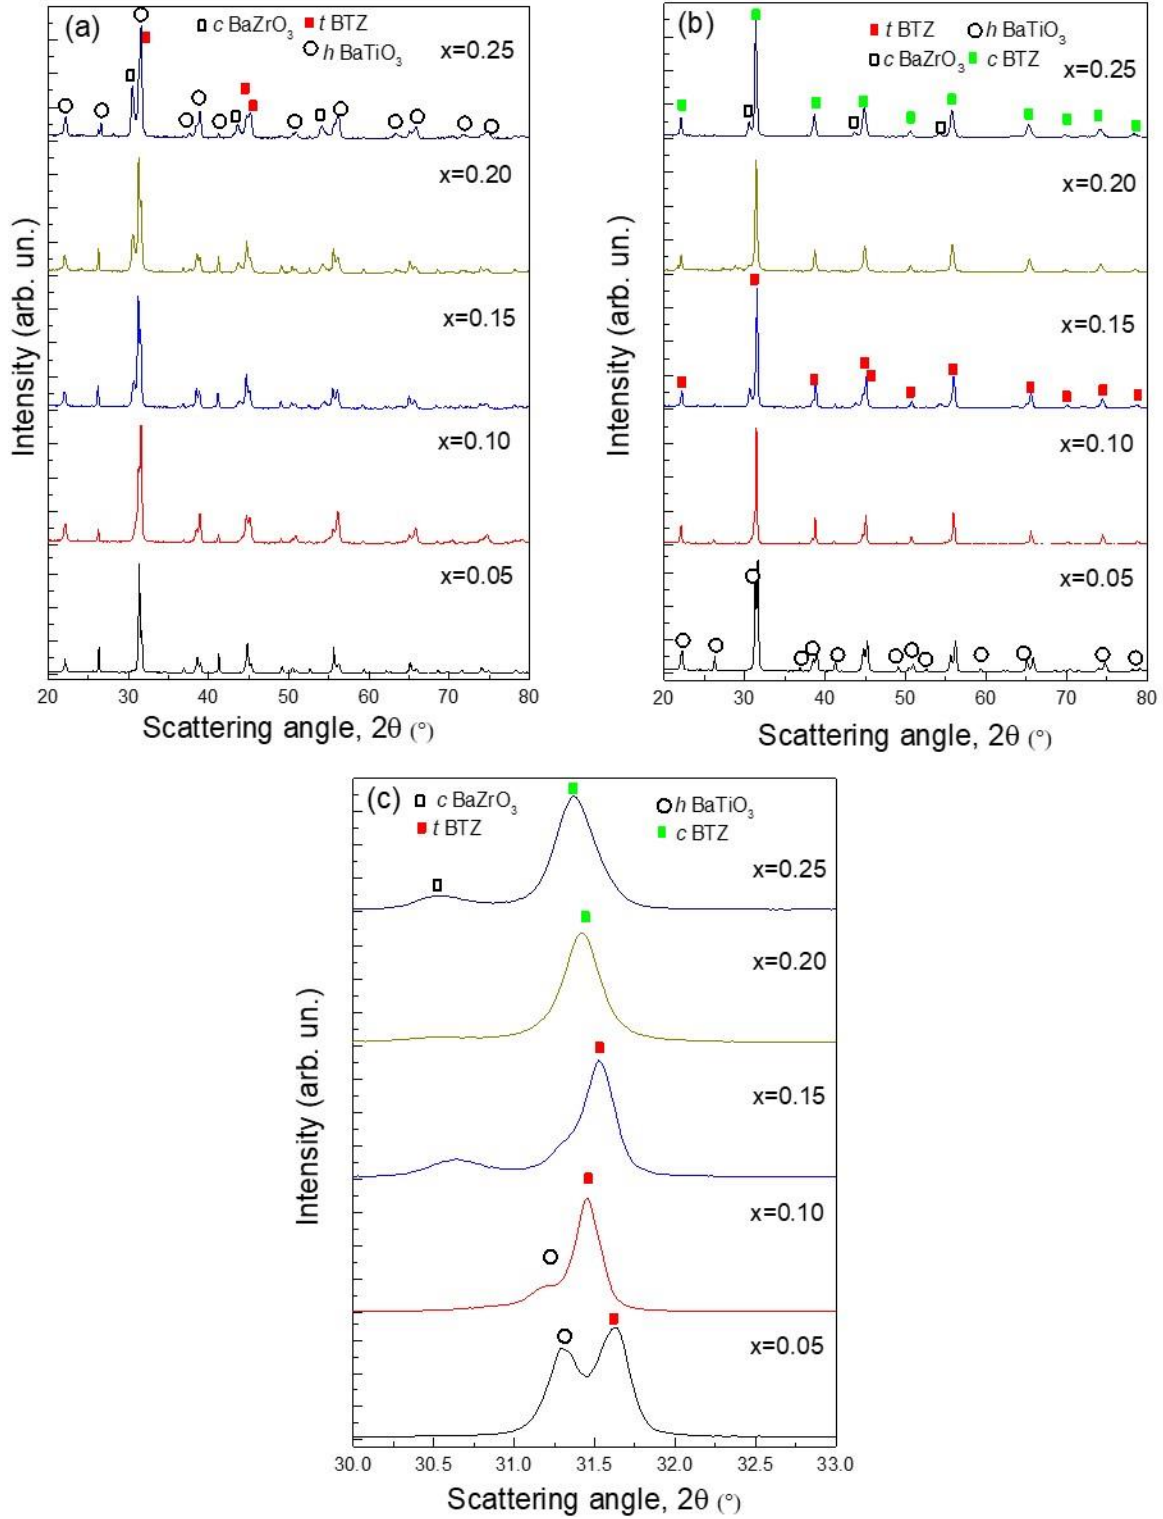 (a)
c BaZrO3
t BTZ
h BaTiO3
x=0.25
x=0.20
x=0.15
x=0.10
x=0.05
Intensity (arb. un.)
20 30 40 50 60 70 80
Scattering angle, 2θ (°)
(b)
t BTZ
h BaTiO3
c BaZrO3
c BTZ
x=0.25
x=0.20
x=0.15
x=0.10
x=0.05
Intensity (arb. un.)
20 30 40 50 60 70 80
Scattering angle, 2θ (°)
(c)
c BaZrO3
h BaTiO3
t BTZ
c BTZ
x=0.25
x=0.20
x=0.15
x=0.10
x=0.05
Intensity (arb. un.)
30.0 30.5 31.0 31.5 32.0 32.5 33.0
Scattering angle, 2θ (°)